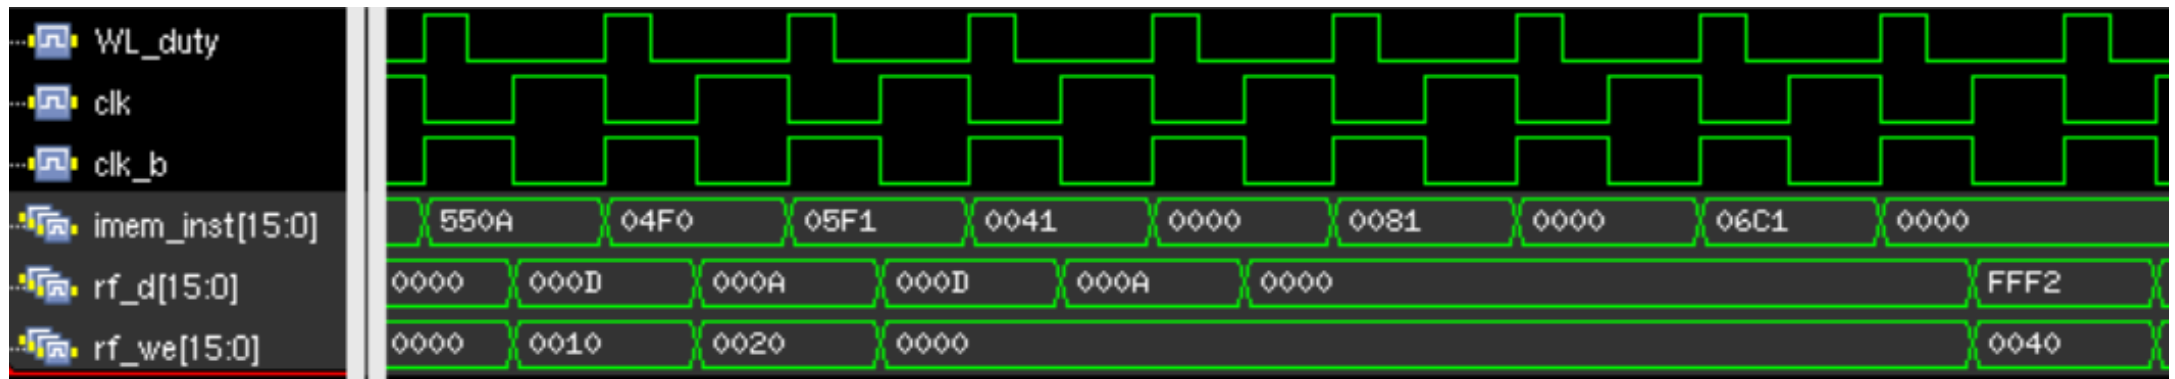 WL_duty
clk
clk_b
imem_inst[15:0] 550A 04F0 05F1 0041 0000 0081 0000 06C1 0000
rf_d[15:0] 0000 000D 000A 000D 000A 0000 FFF2
rf_we[15:0] 0000 0010 0020 0000 0040